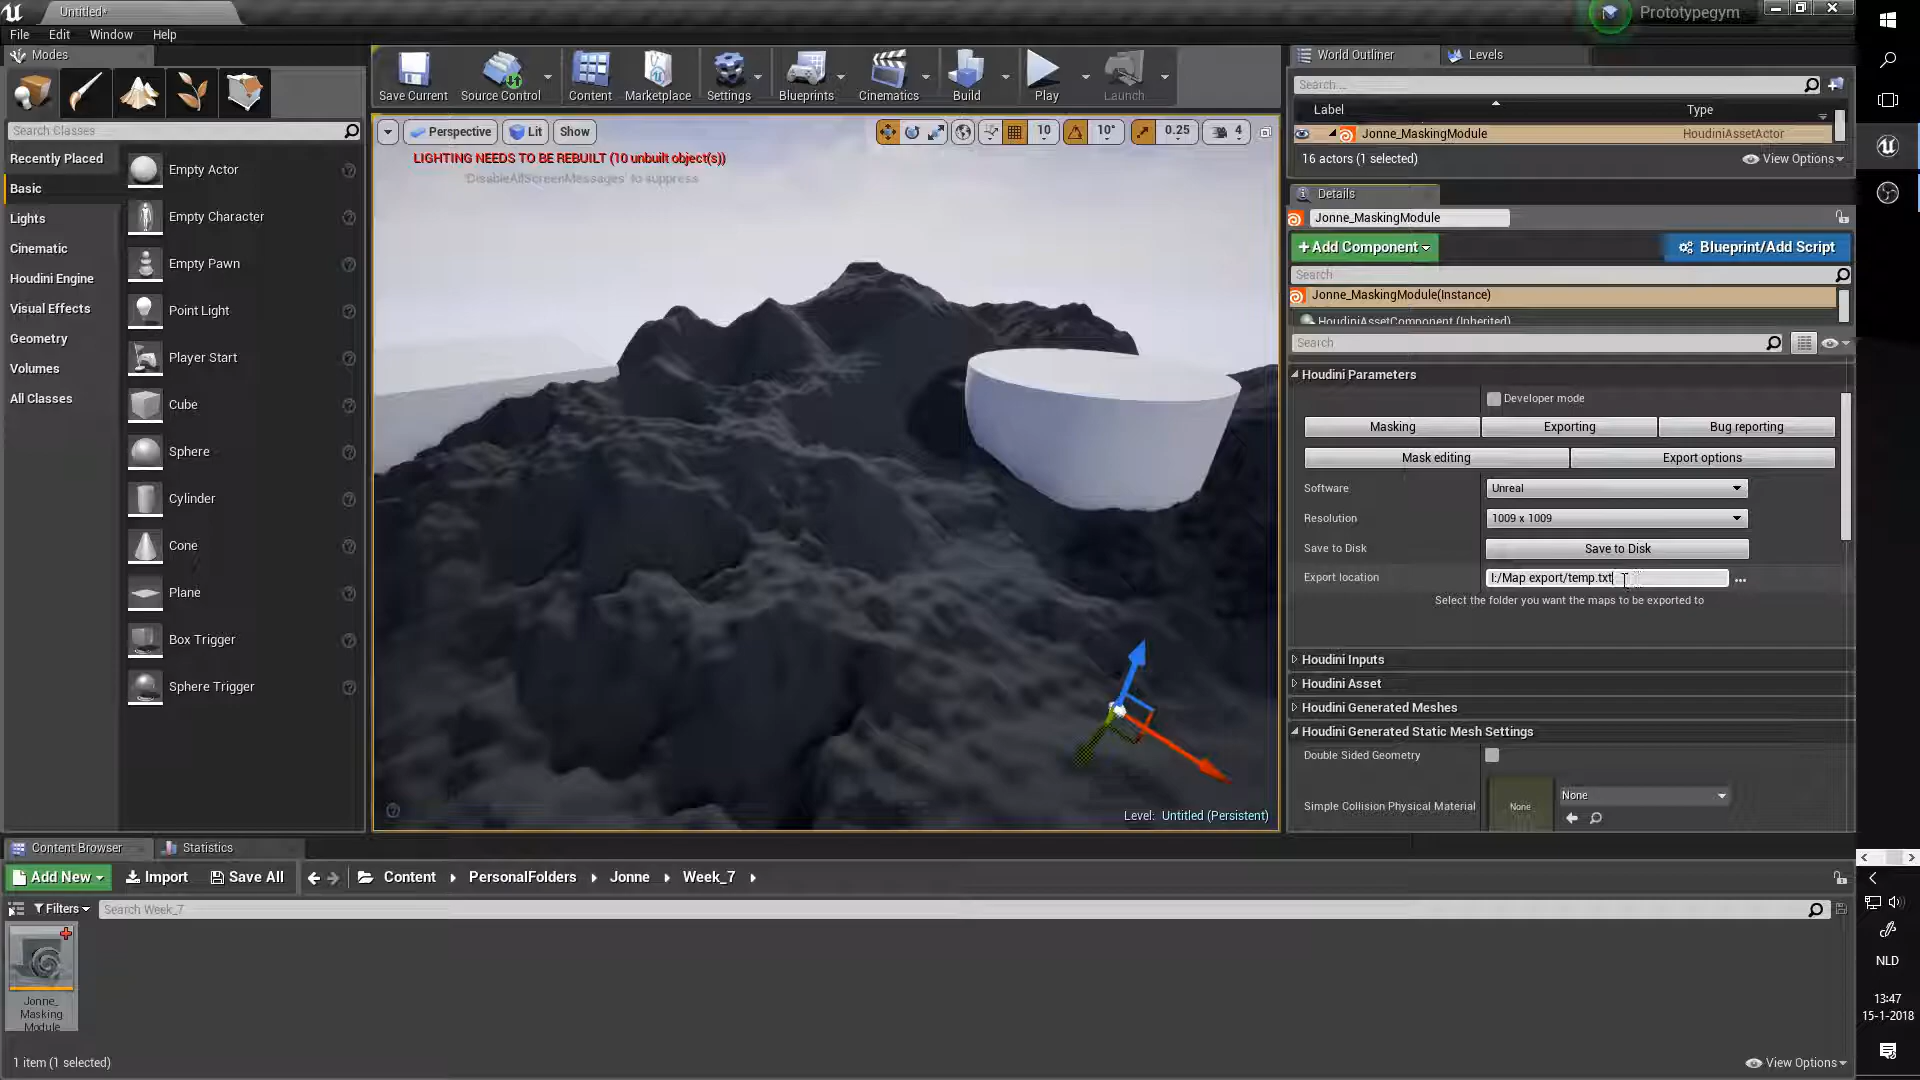 Untitled*
Prototypegym
File Edit Window Help
Modes
Search Classes
Recently Placed
Basic
Lights
Cinematic
Houdini Engine
Visual Effects
Geometry
Volumes
All Classes
Empty Actor
Empty Character
Empty Pawn
Point Light
Player Start
Cube
Sphere
Cylinder
Cone
Plane
Box Trigger
Sphere Trigger
Save Current Source Control Content Marketplace Settings Blueprints Cinematics Build Play Launch
Perspective Lit Show 10 10° 0.25 4
LIGHTING NEEDS TO BE REBUILT (10 unbuilt object(s))
'DisableAllScreenMessages' to suppress
Level: Untitled (Persistent)
World Outliner Levels
Search...
Label Type
Jonne_MaskingModule HoudiniAssetActor
16 actors (1 selected) View Options
Details
Jonne_MaskingModule
+Add Component Blueprint/Add Script
Search
Jonne_MaskingModule(Instance)
HoudiniAssetComponent (Inherited)
Search
Houdini Parameters
Developer mode
Masking Exporting Bug reporting
Mask editing Export options
Software Unreal
Resolution 1009 x 1009
Save to Disk Save to Disk
Export location I:/Map export/temp.txt ...
Select the folder you want the maps to be exported to
Houdini Inputs
Houdini Asset
Houdini Generated Meshes
Houdini Generated Static Mesh Settings
Double Sided Geometry
Simple Collision Physical Material None None
Content Browser Statistics
Add New Import Save All Content PersonalFolders Jonne Week_7
Filters Search Week_7
Jonne_
Masking
Module
1 item (1 selected) View Options
NLD
13:47
15-1-2018